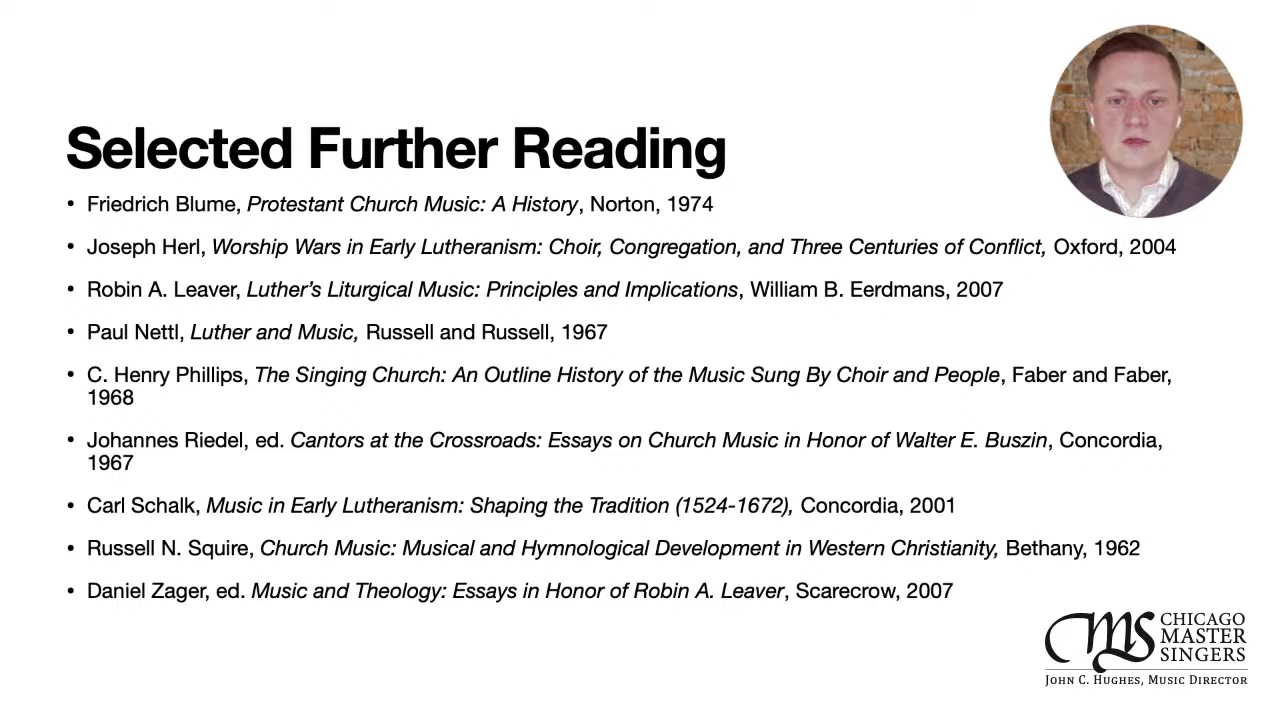 Selected Further Reading
• Friedrich Blume, Protestant Church Music: A History, Norton, 1974
• Joseph Herl, Worship Wars in Early Lutheranism: Choir, Congregation, and Three Centuries of Conflict, Oxford, 2004
• Robin A. Leaver, Luther’s Liturgical Music: Principles and Implications, William B. Eerdmans, 2007
• Paul Nettl, Luther and Music, Russell and Russell, 1967
• C. Henry Phillips, The Singing Church: An Outline History of the Music Sung By Choir and People, Faber and Faber,
1968
• Johannes Riedel, ed. Cantors at the Crossroads: Essays on Church Music in Honor of Walter E. Buszin, Concordia,
1967
• Carl Schalk, Music in Early Lutheranism: Shaping the Tradition (1524-1672), Concordia, 2001
• Russell N. Squire, Church Music: Musical and Hymnological Development in Western Christianity, Bethany, 1962
• Daniel Zager, ed. Music and Theology: Essays in Honor of Robin A. Leaver, Scarecrow, 2007
CMS
CHICAGO
MASTER
SINGERS
JOHN C. HUGHES, MUSIC DIRECTOR